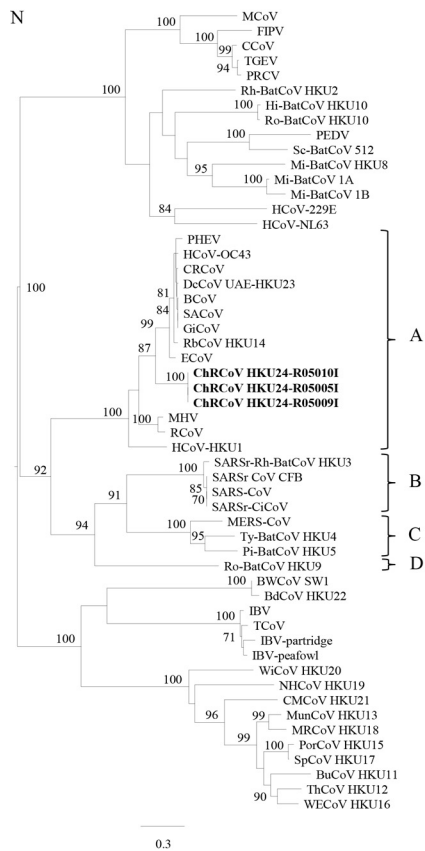 N
MCoV
FIPV
100
CCoV
99
TGEV
94
PRCV
100
Rh-BatCoV HKU2
Hi-BatCoV HKU10
100
Ro-BatCoV HKU10
PEDV
100
Sc-BatCoV 512
Mi-BatCoV HKU8
95
Mi-BatCoV 1A
100
Mi-BatCoV 1B
HCoV-229E
84
HCoV-NL63
PHEV
HCoV-OC43
CRCoV
DcCoV UAE-HKU23
100
81
BCoV
84
SACoV
99
GiCoV
RbCoV HKU14
A
87
ECoV
ChRCoV HKU24-R05010I
100
ChRCoV HKU24-R05005I
ChRCoV HKU24-R05009I
100
MHV
100
RCoV
HCoV-HKU1
SARSr-Rh-BatCoV HKU3
92
100
SARSr CoV CFB
B
85
SARS-CoV
91
70
SARSr-CiCoV
MERS-CoV
94
100
Ty-BatCoV HKU4
C
95
Pi-BatCoV HKU5
Ro-BatCoV HKU9
D
BWCoV SW1
100
BdCoV HKU22
IBV
100
TCoV
71
IBV-partridge
100
IBV-peafowl
WiCoV HKU20
100
NHCoV HKU19
CMCoV HKU21
96
MunCoV HKU13
99
MRCoV HKU18
99
PorCoV HKU15
100
SpCoV HKU17
BuCoV HKU11
ThCoV HKU12
90
WECoV HKU16
0.3